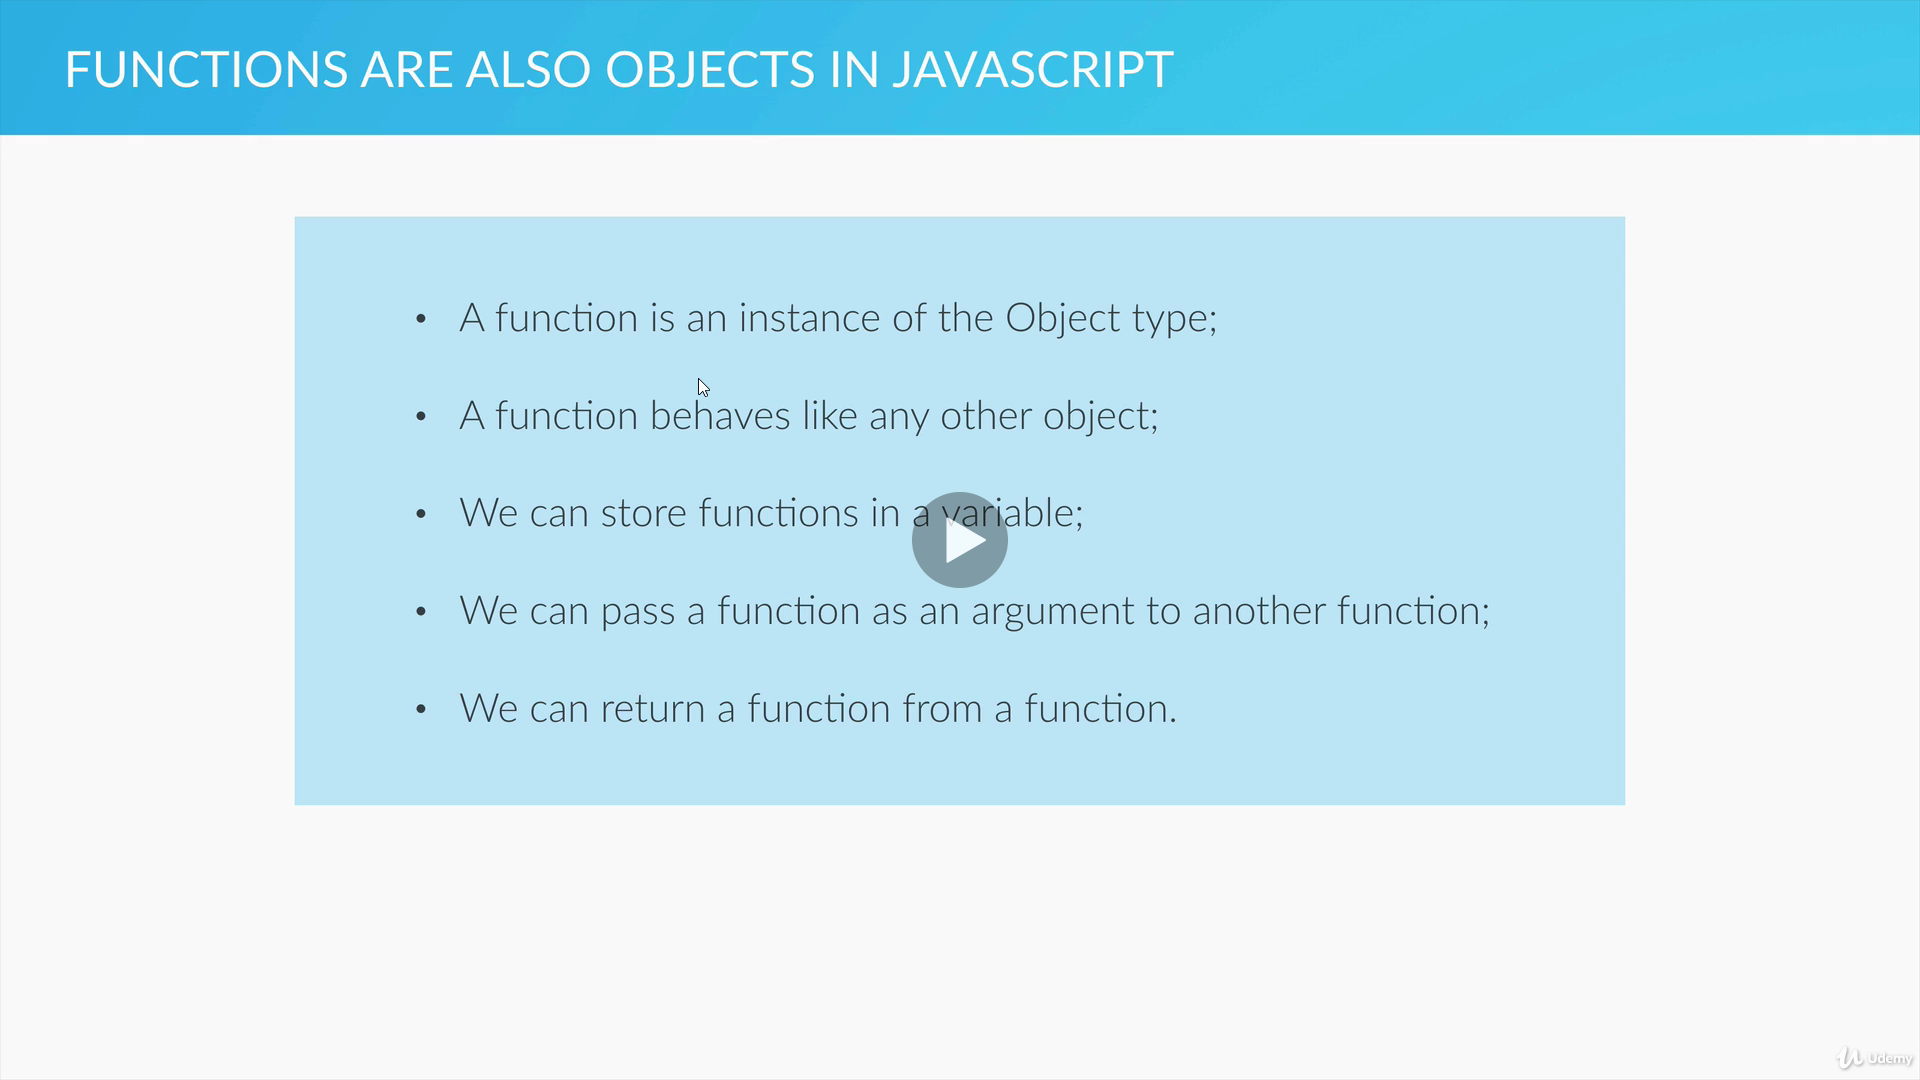 FUNCTIONS ARE ALSO OBJECTS IN JAVASCRIPT
• A function is an instance of the Object type;
• A function behaves like any other object;
• We can store functions in a variable;
• We can pass a function as an argument to another function;
• We can return a function from a function.
Udemy